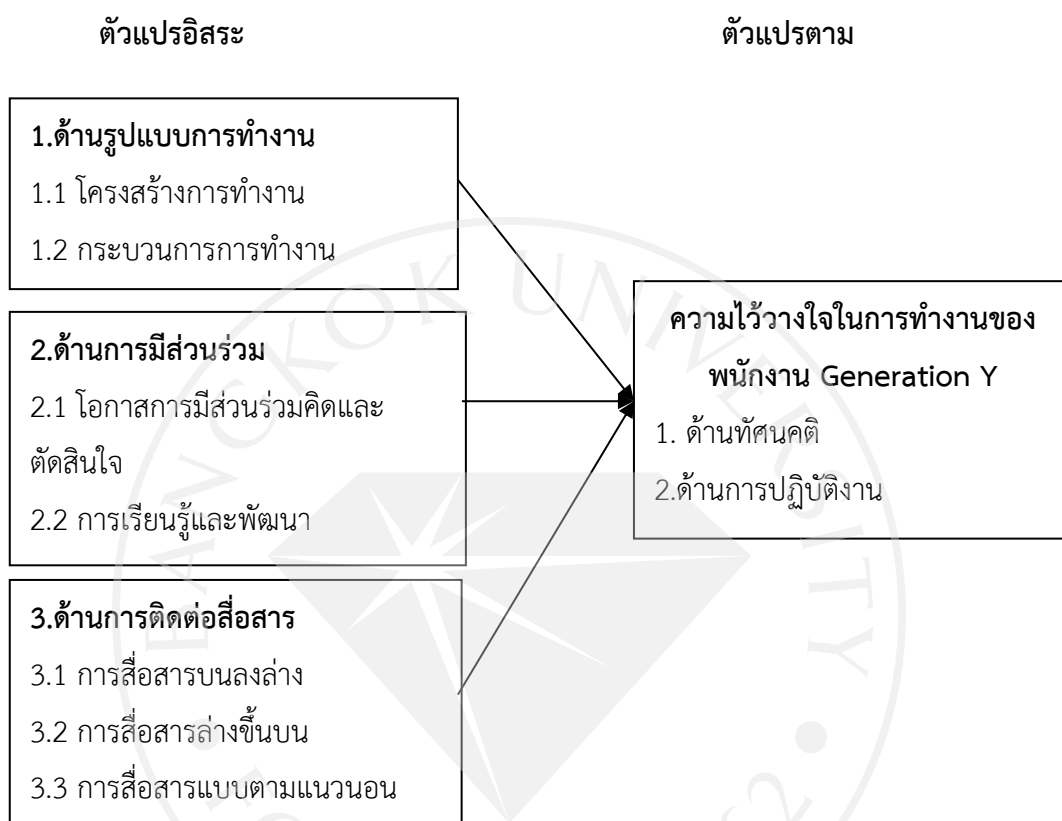 ตัวแปรอิสระ
ตัวแปรตาม
1.ด้านรูปแบบการทำงาน
1.1 โครงสร้างการทำงาน
1.2 กระบวนการการทำงาน
2.ด้านการมีส่วนร่วม
2.1 โอกาสการมีส่วนร่วมคิดและ
ตัดสินใจ
2.2 การเรียนรู้และพัฒนา
3.ด้านการติดต่อสื่อสาร
3.1 การสื่อสารบนลงล่าง
3.2 การสื่อสารล่างขึ้นบน
3.3 การสื่อสารแบบตามแนวนอน
ความไว้วางใจในการทำงานของ
พนักงาน Generation Y
1. ด้านทัศนคติ
2.ด้านการปฏิบัติงาน
BANGKOK UNIVERSITY